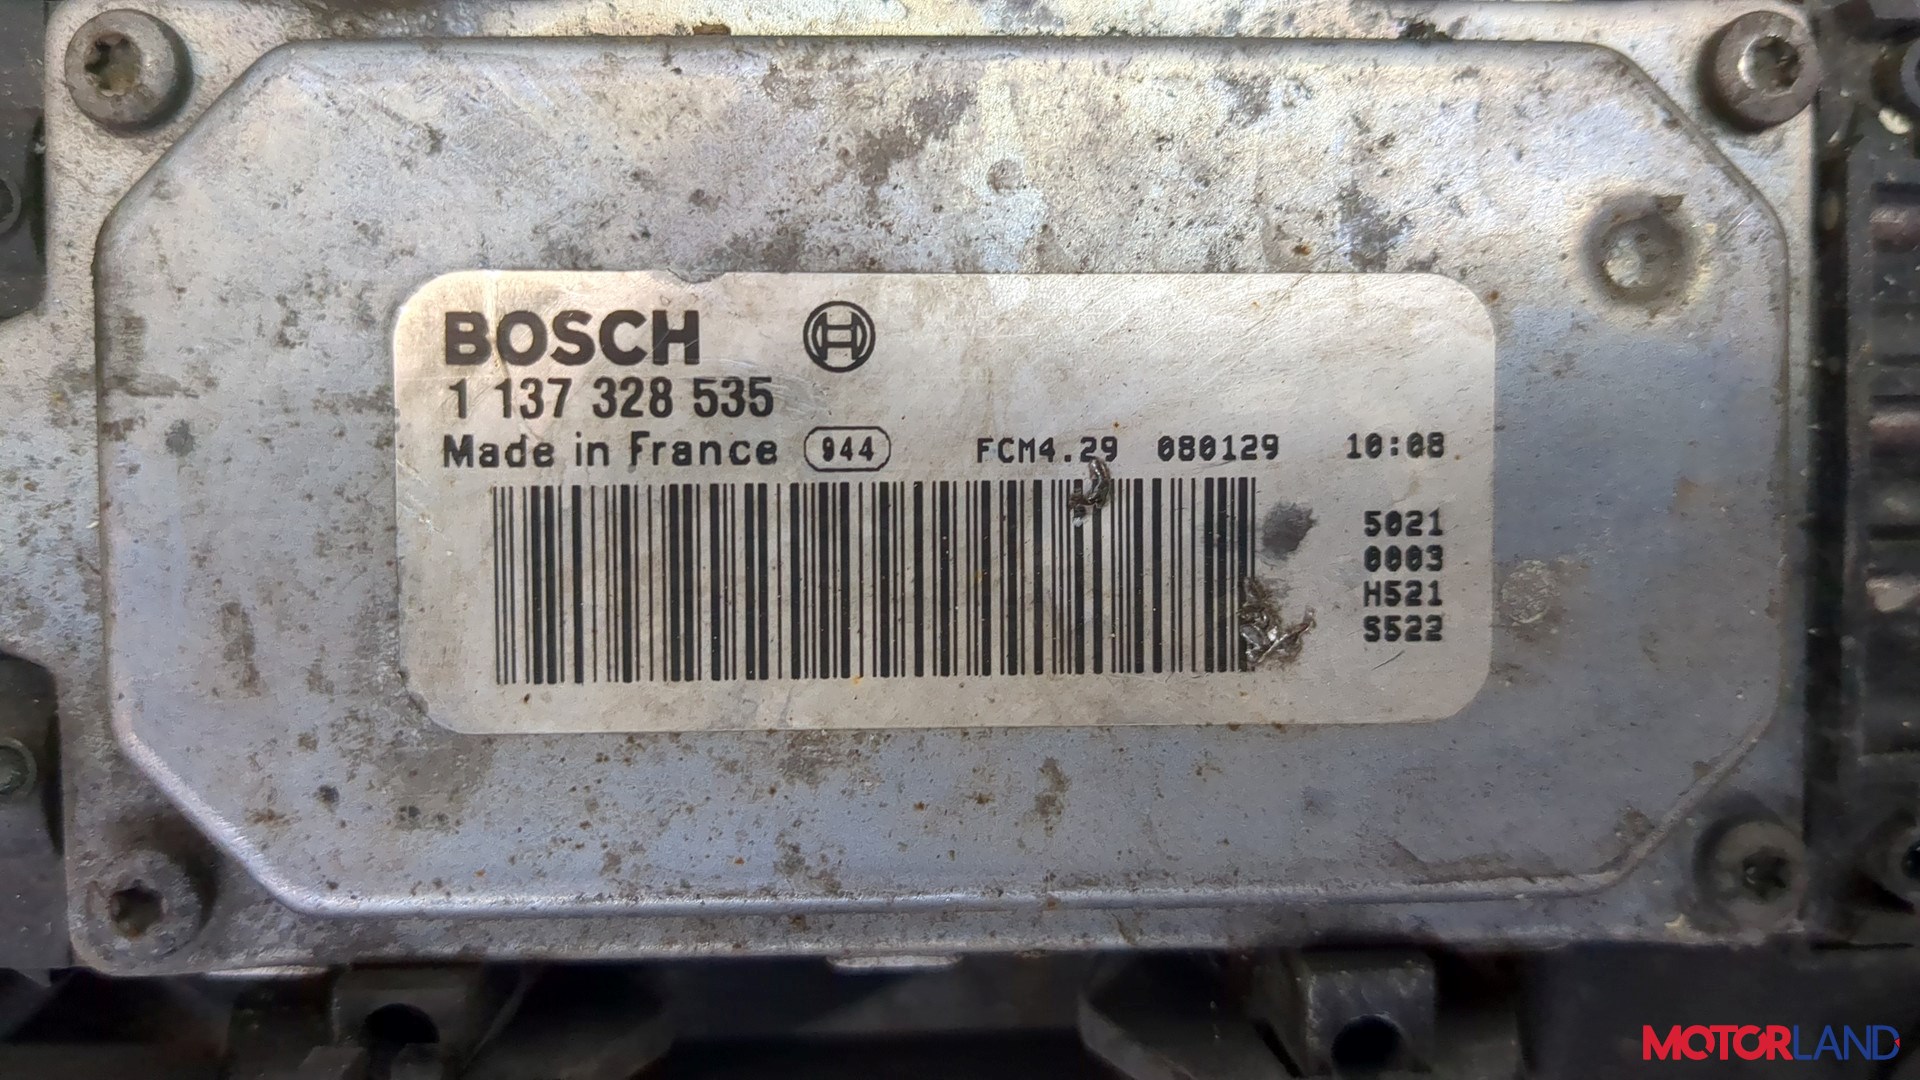 BOSCH
1 137 328 535
Made in France 944 FCM4.29 080129 10:08
5021
0003
H521
S522
MOTORLAND